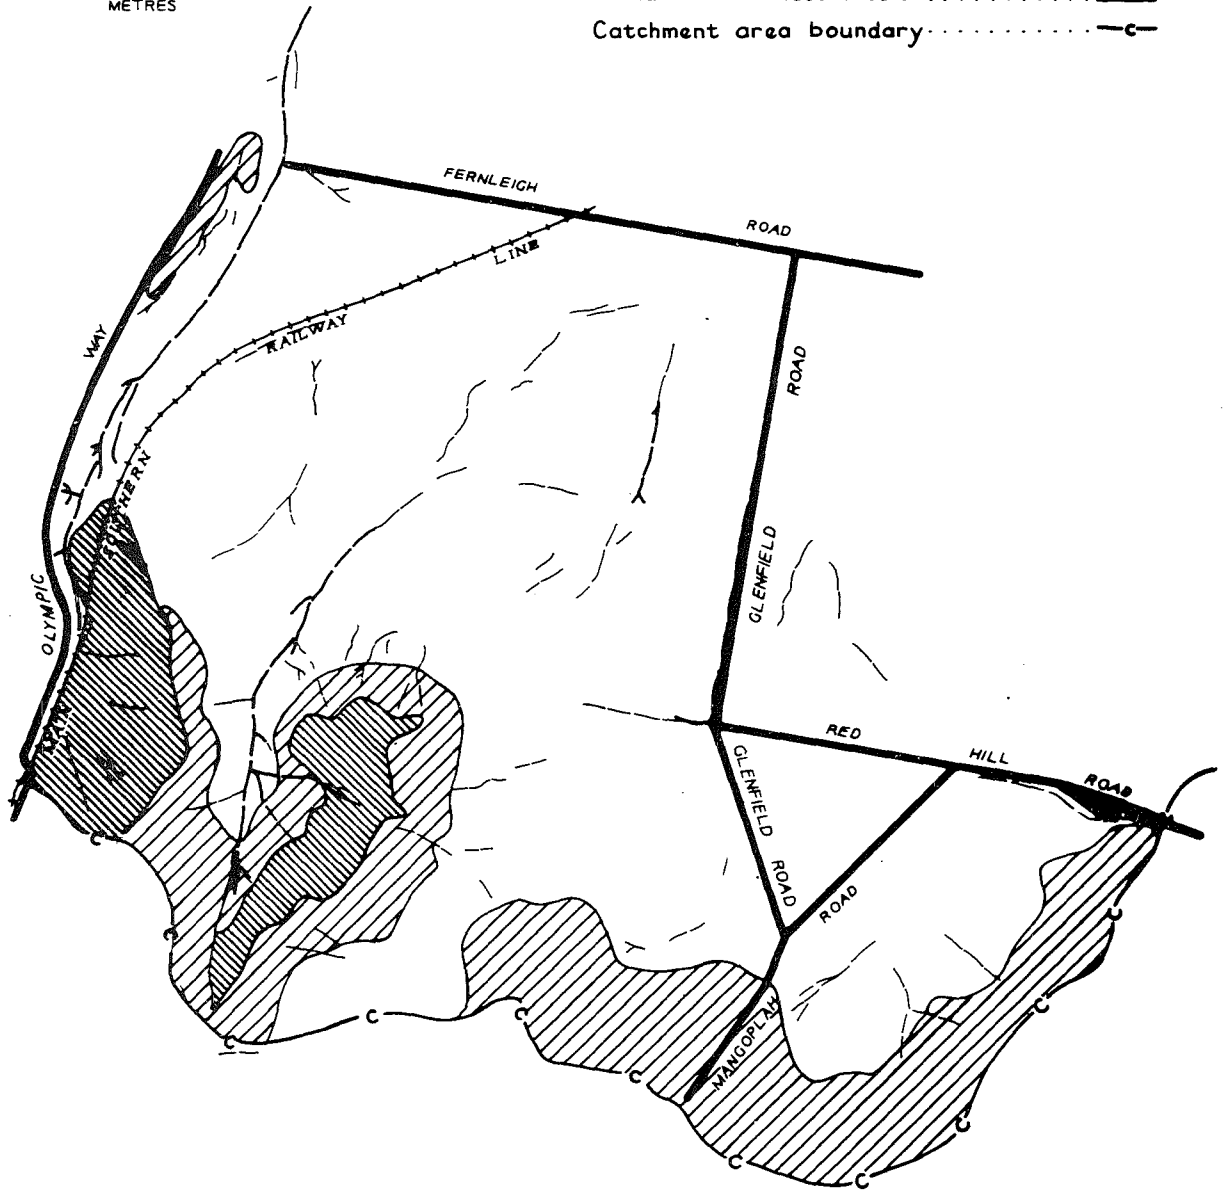 METRES
Catchment area boundary ............ —C—
FERNLEIGH
ROAD
LINE
RAILWAY
WAY
ROAD
SOUTHERN
GLENFIELD
OLYMPIC
MAIN
RED
HILL
ROAD
GLENFIELD
ROAD
ROAD
MANGOPLAH
C
C
C
C
C
C
C
C
C
C
C